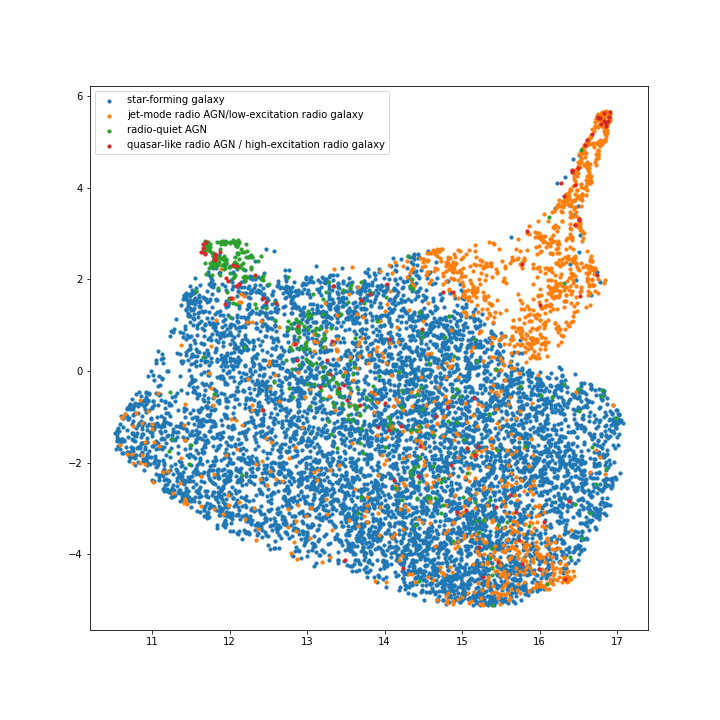 star-forming galaxy
jet-mode radio AGN/low-excitation radio galaxy
radio-quiet AGN
quasar-like radio AGN / high-excitation radio galaxy
6
4
2
0
−2
−4
11 12 13 14 15 16 17